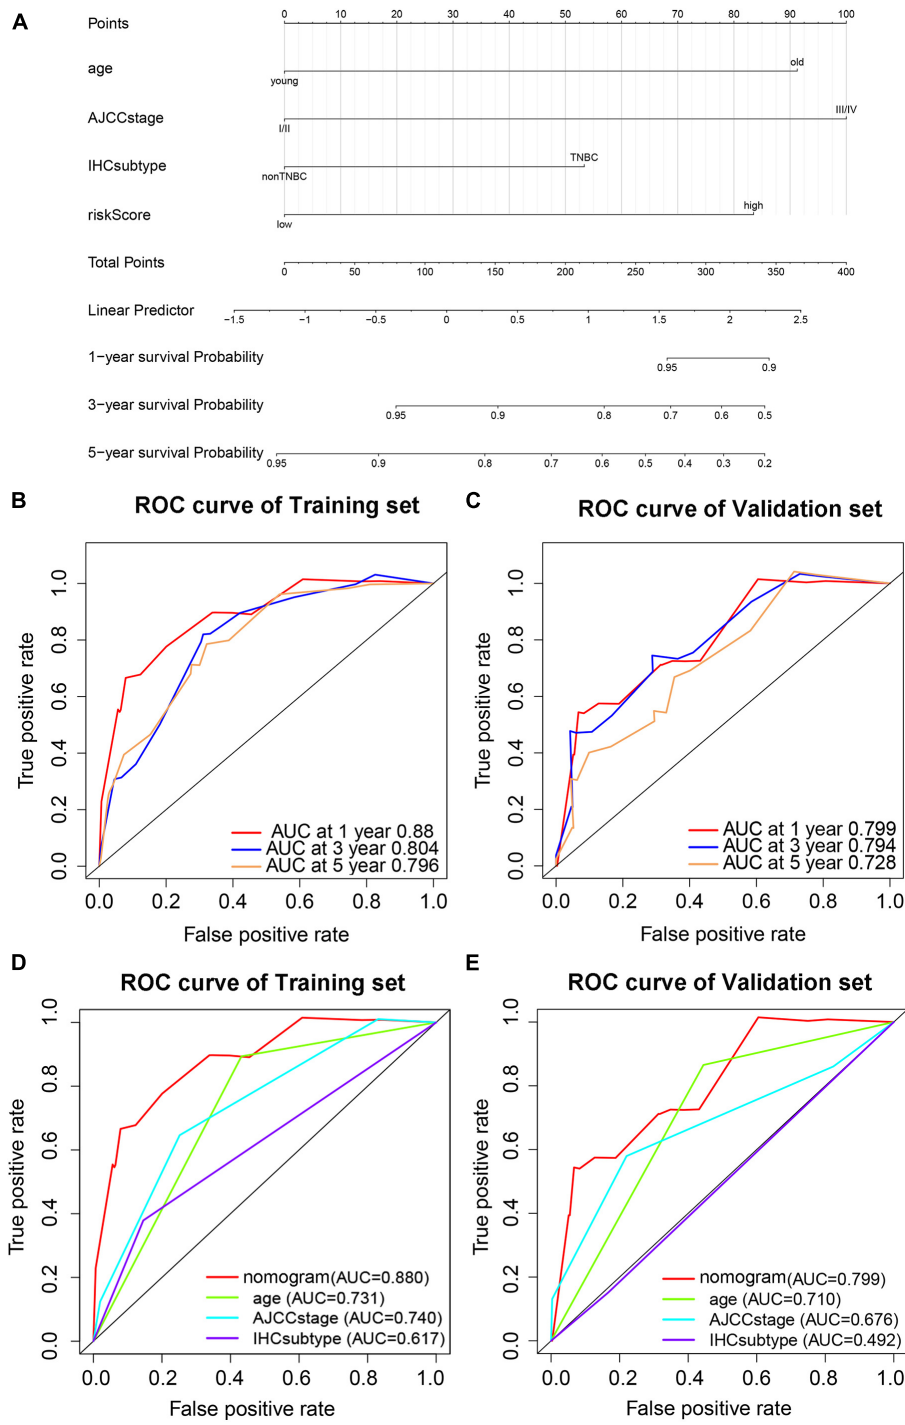 A
Points
0 10 20 30 40 50 60 70 80 90 100
age
old
young
AJCCstage
III/IV
I/II
IHCsubtype
TNBC
nonTNBC
riskScore
high
low
Total Points
0 50 100 150 200 250 300 350 400
Linear Predictor
−1.5 −1 −0.5 0 0.5 1 1.5 2 2.5
1−year survival Probability
0.95 0.9
3−year survival Probability
0.95 0.9 0.8 0.7 0.6 0.5
5−year survival Probability
0.95 0.9 0.8 0.7 0.6 0.5 0.4 0.3 0.2
B
ROC curve of Training set
True positive rate
0.0 0.2 0.4 0.6 0.8 1.0
AUC at 1 year 0.88
AUC at 3 year 0.804
AUC at 5 year 0.796
0.0 0.2 0.4 0.6 0.8 1.0
False positive rate
C
ROC curve of Validation set
True positive rate
0.0 0.2 0.4 0.6 0.8 1.0
AUC at 1 year 0.799
AUC at 3 year 0.794
AUC at 5 year 0.728
0.0 0.2 0.4 0.6 0.8 1.0
False positive rate
D
ROC curve of Training set
True positive rate
0.0 0.2 0.4 0.6 0.8 1.0
nomogram(AUC=0.880)
age (AUC=0.731)
AJCCstage (AUC=0.740)
IHCsubtype (AUC=0.617)
0.0 0.2 0.4 0.6 0.8 1.0
False positive rate
E
ROC curve of Validation set
True positive rate
0.0 0.2 0.4 0.6 0.8 1.0
nomogram(AUC=0.799)
age (AUC=0.710)
AJCCstage (AUC=0.676)
IHCsubtype (AUC=0.492)
0.0 0.2 0.4 0.6 0.8 1.0
False positive rate